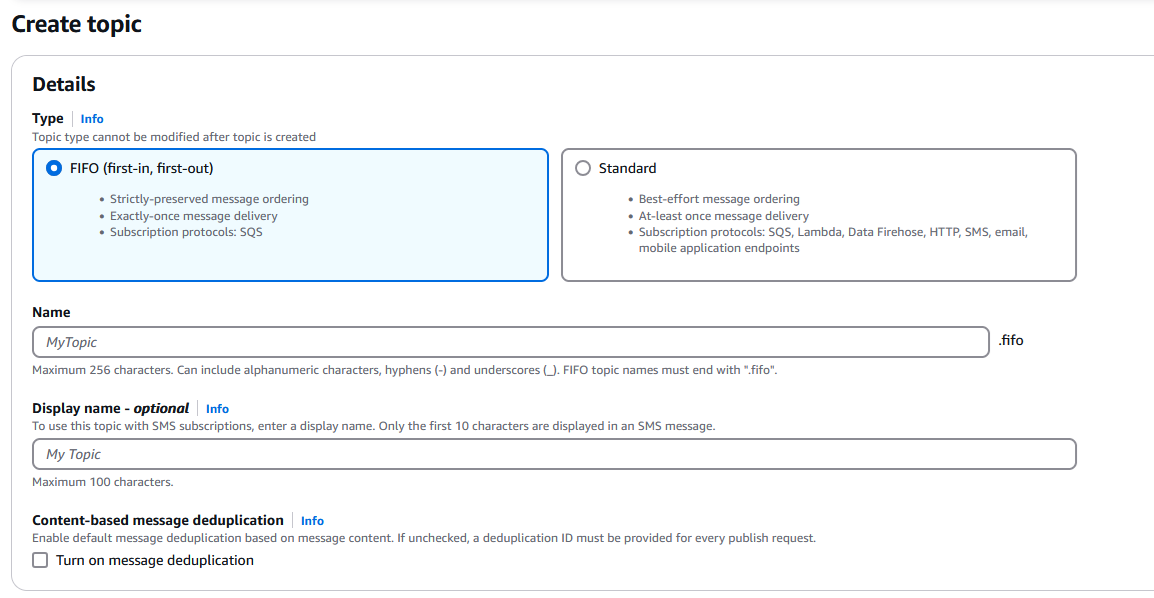 Create topic
Details
Type Info
Topic type cannot be modified after topic is created
FIFO (first-in, first-out)
• Strictly-preserved message ordering
• Exactly-once message delivery
• Subscription protocols: SQS
Standard
• Best-effort message ordering
• At-least once message delivery
• Subscription protocols: SQS, Lambda, Data Firehose, HTTP, SMS, email,
mobile application endpoints
Name
MyTopic
.fifo
Maximum 256 characters. Can include alphanumeric characters, hyphens (-) and underscores (_). FIFO topic names must end with ".fifo".
Display name - optional Info
To use this topic with SMS subscriptions, enter a display name. Only the first 10 characters are displayed in an SMS message.
My Topic
Maximum 100 characters.
Content-based message deduplication Info
Enable default message deduplication based on message content. If unchecked, a deduplication ID must be provided for every publish request.
Turn on message deduplication